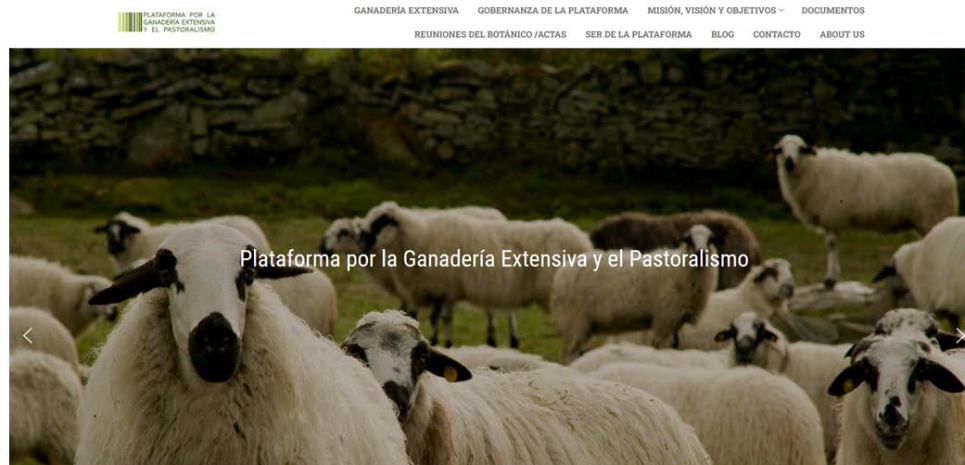 PLATAFORMA POR LA
GANADERÍA EXTENSIVA
Y EL PASTORALISMO
GANADERÍA EXTENSIVA GOBERNANZA DE LA PLATAFORMA MISIÓN, VISIÓN Y OBJETIVOS DOCUMENTOS
REUNIONES DEL BOTÁNICO /ACTAS SER DE LA PLATAFORMA BLOG CONTACTO ABOUT US
Plataforma por la Ganadería Extensiva y el Pastoralismo